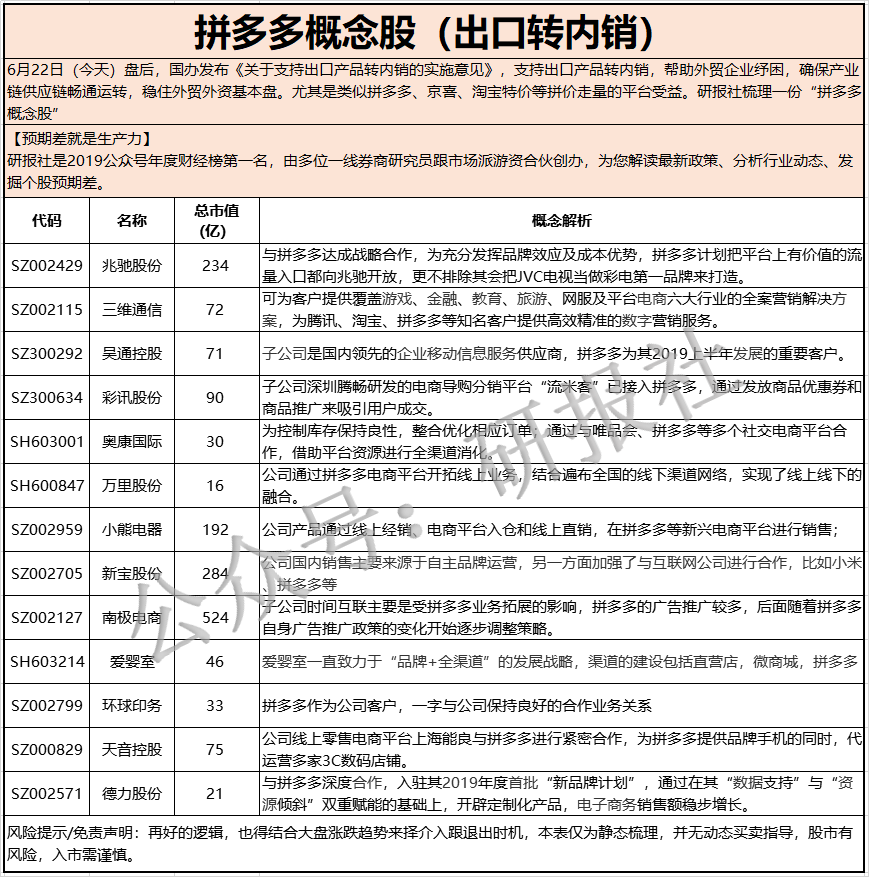 拼多多概念股（出口转内销）
6月22日（今天）盘后，国办发布《关于支持出口产品转内销的实施意见》，支持出口产品转内销，帮助外贸企业纾困，确保产业
链供应链畅通运转，稳住外贸外资基本盘。尤其是类似拼多多、京喜、淘宝特价等拼价走量的平台受益。研报社梳理一份“拼多多
概念股”
【预期差就是生产力】
研报社是2019公众号年度财经榜第一名，由多位一线券商研究员跟市场派游资合伙创办，为您解读最新政策、分析行业动态、发
掘个股预期差。
代码 名称 总市值（亿） 概念解析
SZ002429 兆驰股份 234 与拼多多达成战略合作，为充分发挥品牌效应及成本优势，拼多多计划把平台上有价值的流
量入口都向兆驰开放，更不排除其会把JVC电视当做彩电第一品牌来打造。
SZ002115 三维通信 72 可为客户提供覆盖游戏、金融、教育、旅游、网服及平台电商六大行业的全案营销解决方
案，为腾讯、淘宝、拼多多等知名客户提供高效精准的数字营销服务。
SZ300292 吴通控股 71 子公司是国内领先的企业移动信息服务供应商，拼多多为其2019上半年发展的重要客户。
SZ300634 彩讯股份 90 子公司深圳腾畅研发的电商导购分销平台“流米客”已接入拼多多，通过发放商品优惠券和
商品推广来吸引用户成交。
SH603001 奥康国际 30 为控制库存保持良性，整合优化相应订单；通过与唯品会、拼多多等多个社交电商平台合
作，借助平台资源进行全渠道消化。
SH600847 万里股份 16 公司通过拼多多电商平台开拓线上业务，结合遍布全国的线下渠道网络，实现了线上线下的
融合。
SZ002959 小熊电器 192 公司产品通过线上经销、电商平台入仓和线上直销，在拼多多等新兴电商平台进行销售；
SZ002705 新宝股份 284 公司国内销售主要来源于自主品牌运营，另一方面加强了与互联网公司进行合作，比如小米
、拼多多等
SZ002127 南极电商 524 子公司时间互联主要是受拼多多业务拓展的影响，拼多多的广告推广较多，后面随着拼多多
自身广告推广政策的变化开始逐步调整策略。
SH603214 爱婴室 46 爱婴室一直致力于“品牌+全渠道”的发展战略，渠道的建设包括直营店，微商城，拼多多
SZ002799 环球印务 33 拼多多作为公司客户，一字与公司保持良好的合作业务关系
SZ000829 天音控股 75 公司线上零售电商平台上海能良与拼多多进行紧密合作，为拼多多提供品牌手机的同时，代
运营多家3C数码店铺。
SZ002571 德力股份 21 与拼多多深度合作，入驻其2019年度首批“新品牌计划”，通过在其“数据支持”与“资
源倾斜”双重赋能的基础上，开辟定制化产品，电子商务销售额稳步增长。
风险提示/免责声明：再好的逻辑，也得结合大盘涨跌趋势来择介入跟退出时机，本表仅为静态梳理，并无动态买卖指导，股市有
风险，入市需谨慎。
公众号：研报社